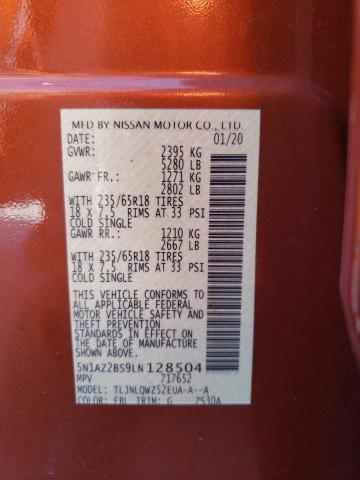 MFD BY NISSAN MOTOR CO., LTD.
DATE: 01/20
GVWR: 2395 KG
5280 LB
GAWR FR.: 1271 KG
2802 LB
WITH 235/65R18 TIRES
18 X 7.5 RIMS AT 33 PSI
COLD SINGLE
GAWR RR.: 1210 KG
2667 LB
WITH 235/65R18 TIRES
18 X 7.5 RIMS AT 33 PSI
COLD SINGLE
THIS VEHICLE CONFORMS TO
ALL APPLICABLE FEDERAL
MOTOR VEHICLE SAFETY AND
AND THEFT PREVENTION
STANDARDS IN EFFECT ON
THE DATE OF MANUFACTURE
SHOWN ABOVE.
5N1AZ2BS9LN128504
MPV 717652
MODEL: TLJNLQWZ52EUA-A--A
COLOR: EBL TRIM: G